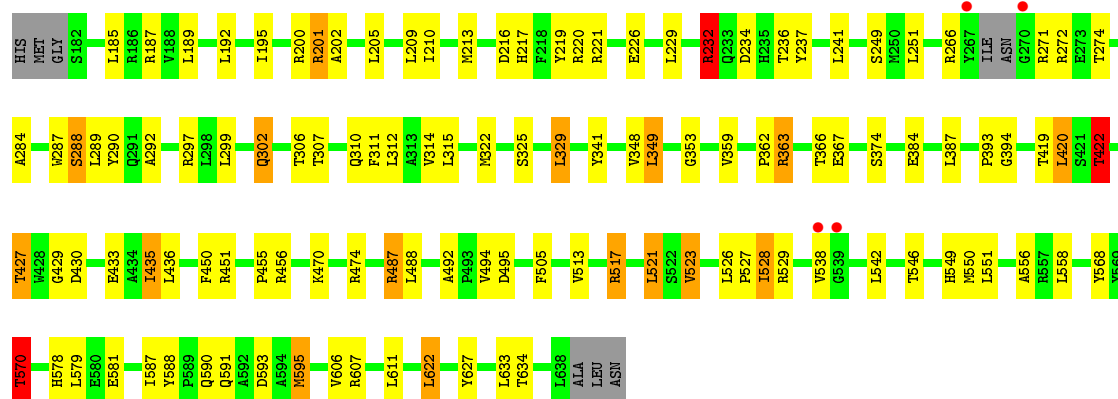 HIS MET GLY S182 L185 R186 R187 V188 L189 L192 I195 R200 R201 A202 L205 L209 I210 M213 D216 H217 F218 Y219 R220 R221 E226 L229 R232 Q233 D234 H235 T236 Y237 L241 S249 M250 L251 R266 Y267 ILE ASN G270 R271 R272 E273 T274
A284 W287 S288 L289 Y290 Q291 A292 R297 L298 L299 Q302 T306 T307 Q310 F311 L312 A313 V314 L315 M322 S325 L329 Y341 V348 L349 G353 V359 P362 R363 T366 E367 S374 E384 L387 P393 G394 T419 L420 S421 T422
T427 W428 G429 D430 E433 A434 I435 L436 F450 R451 P455 R456 K470 R474 R487 L488 A492 P493 V494 D495 F505 V513 R517 L521 S522 V523 L526 P527 I528 R529 V538 G539 L542 T546 H549 M550 L551 A556 R557 L558 Y568 Y569
T570 H578 L579 E580 E581 I587 Y588 P589 Q590 Q591 A592 D593 A594 M595 V606 R607 L611 L622 Y627 L633 T634 L638 ALA LEU ASN